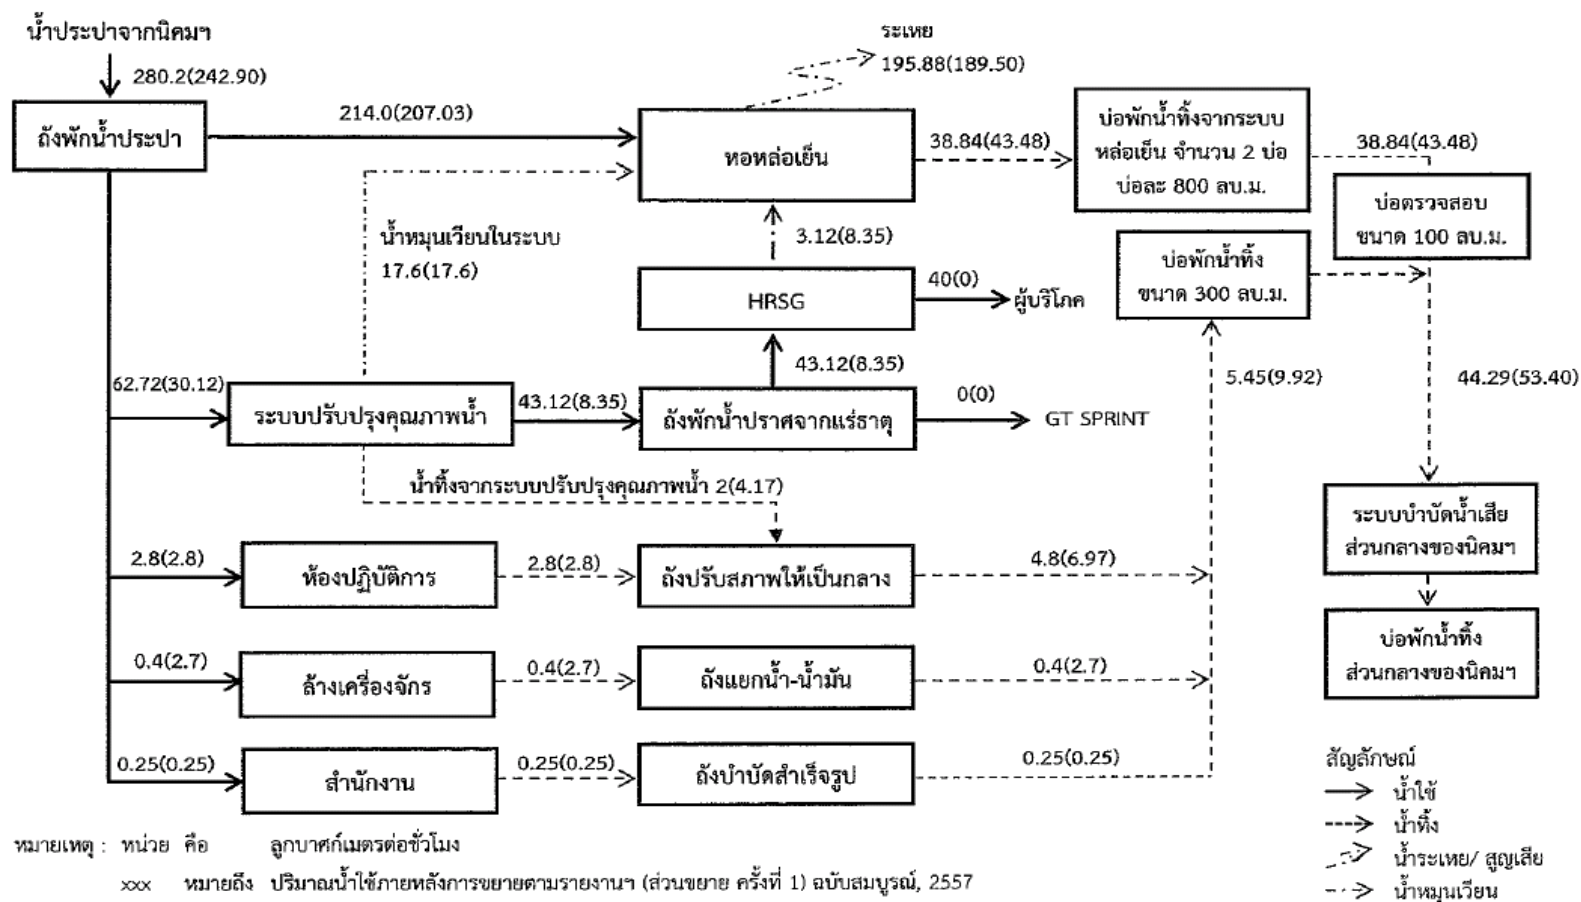 น้ำประปาจากนิคมฯ
280.2(242.90)
ถังพักน้ำประปา
214.0(207.03)
ระเหย
195.88(189.50)
หอหล่อเย็น
38.84(43.48)
บ่อพักน้ำทิ้งจากระบบ
หล่อเย็น จำนวน 2 บ่อ
บ่อละ 800 ลบ.ม.
38.84(43.48)
บ่อตรวจสอบ
ขนาด 100 ลบ.ม.
น้ำหมุนเวียนในระบบ
17.6(17.6)
3.12(8.35)
บ่อพักน้ำทิ้ง
ขนาด 300 ลบ.ม.
HRSG
40(0)
ผู้บริโภค
43.12(8.35)
5.45(9.92)
44.29(53.40)
62.72(30.12)
ระบบปรับปรุงคุณภาพน้ำ
43.12(8.35)
ถังพักน้ำปราศจากแร่ธาตุ
0(0)
GT SPRINT
น้ำทิ้งจากระบบปรับปรุงคุณภาพน้ำ 2(4.17)
ระบบบำบัดน้ำเสีย
ส่วนกลางของนิคมฯ
2.8(2.8)
ห้องปฏิบัติการ
2.8(2.8)
ถังปรับสภาพให้เป็นกลาง
4.8(6.97)
บ่อพักน้ำทิ้ง
ส่วนกลางของนิคมฯ
0.4(2.7)
ล้างเครื่องจักร
0.4(2.7)
ถังแยกน้ำ-น้ำมัน
0.4(2.7)
0.25(0.25)
สำนักงาน
0.25(0.25)
ถังบำบัดสำเร็จรูป
0.25(0.25)
สัญลักษณ์
น้ำใช้
น้ำทิ้ง
น้ำระเหย/ สูญเสีย
น้ำหมุนเวียน
หมายเหตุ : หน่วย คือ ลูกบาศก์เมตรต่อชั่วโมง
xxx หมายถึง ปริมาณน้ำใช้ภายหลังการขยายตามรายงานฯ (ส่วนขยาย ครั้งที่ 1) ฉบับสมบูรณ์, 2557